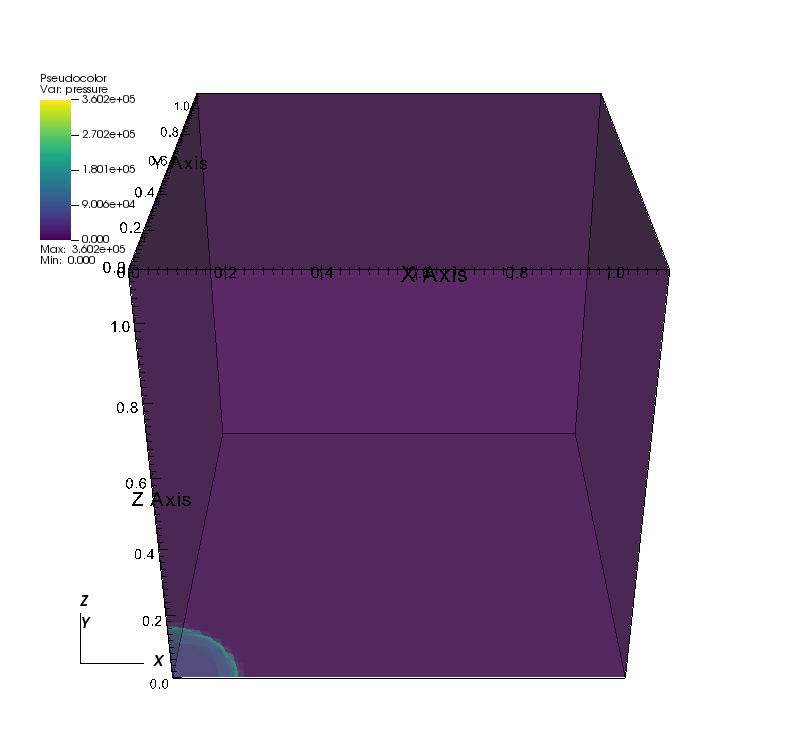 Pseudocolor
Var: pressure
3.602e+05
2.702e+05
1.801e+05
9.006e+04
0.000
Max: 3.602e+05
Min: 0.000
1.0
0.8
0.6
Y Axis
0.4
0.2
0.0
0.0
0.2
0.4
X Axis
0.6
0.8
1.0
1.0
0.8
0.6
Z Axis
0.4
0.2
0.0
Z
Y
X